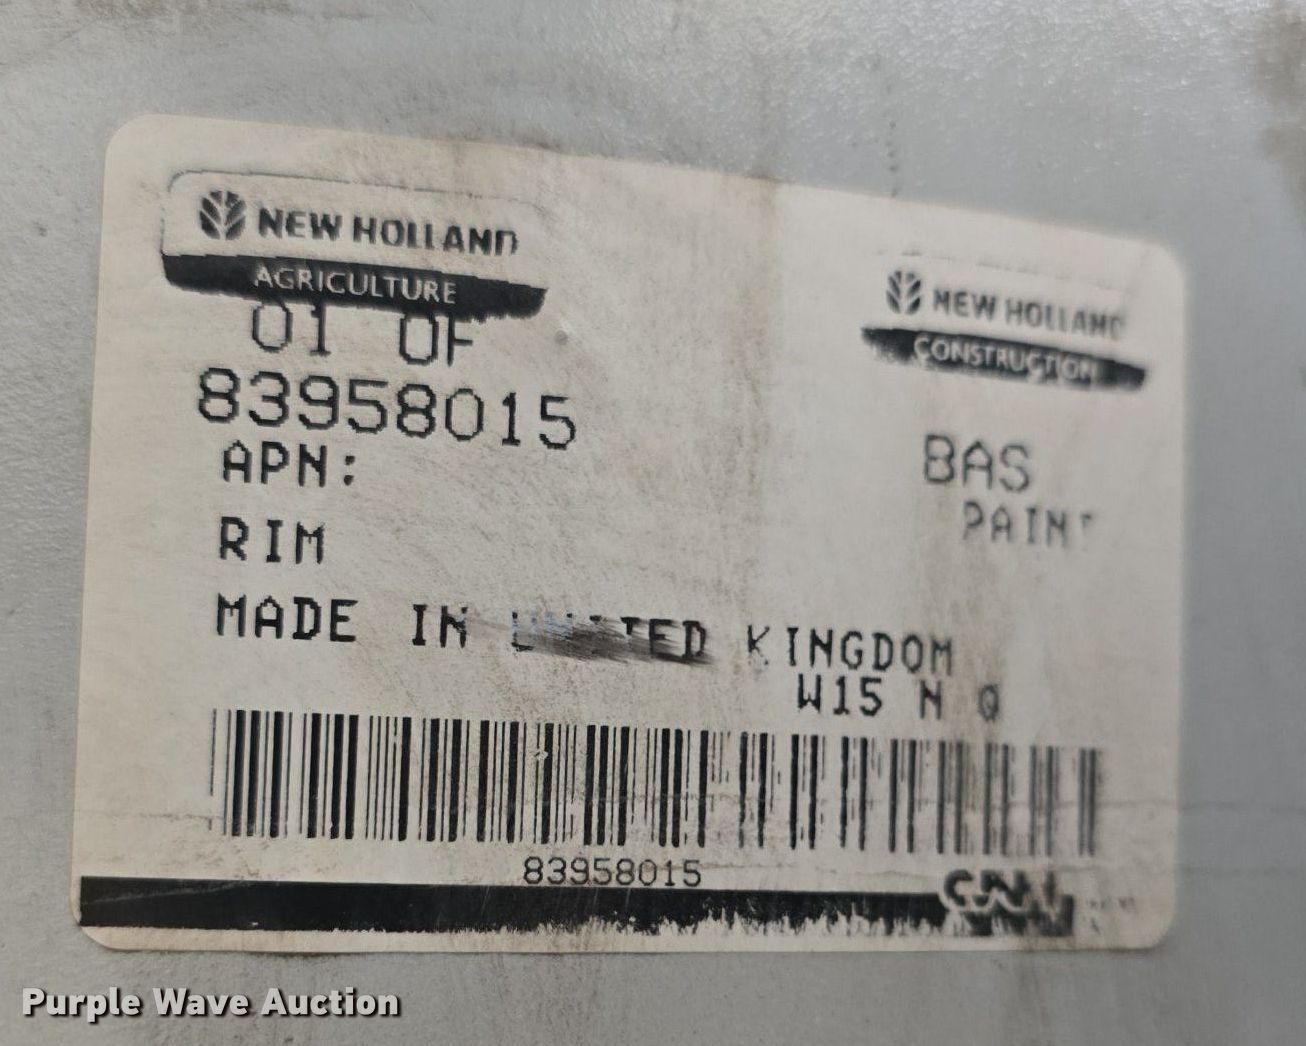 NEW HOLLAND
AGRICULTURE
NEW HOLLAND
CONSTRUCTION
01 OF
83958015
APN:
BAS
RIM
MADE IN UNITED KINGDOM
W15 N Q
83958015
Purple Wave Auction